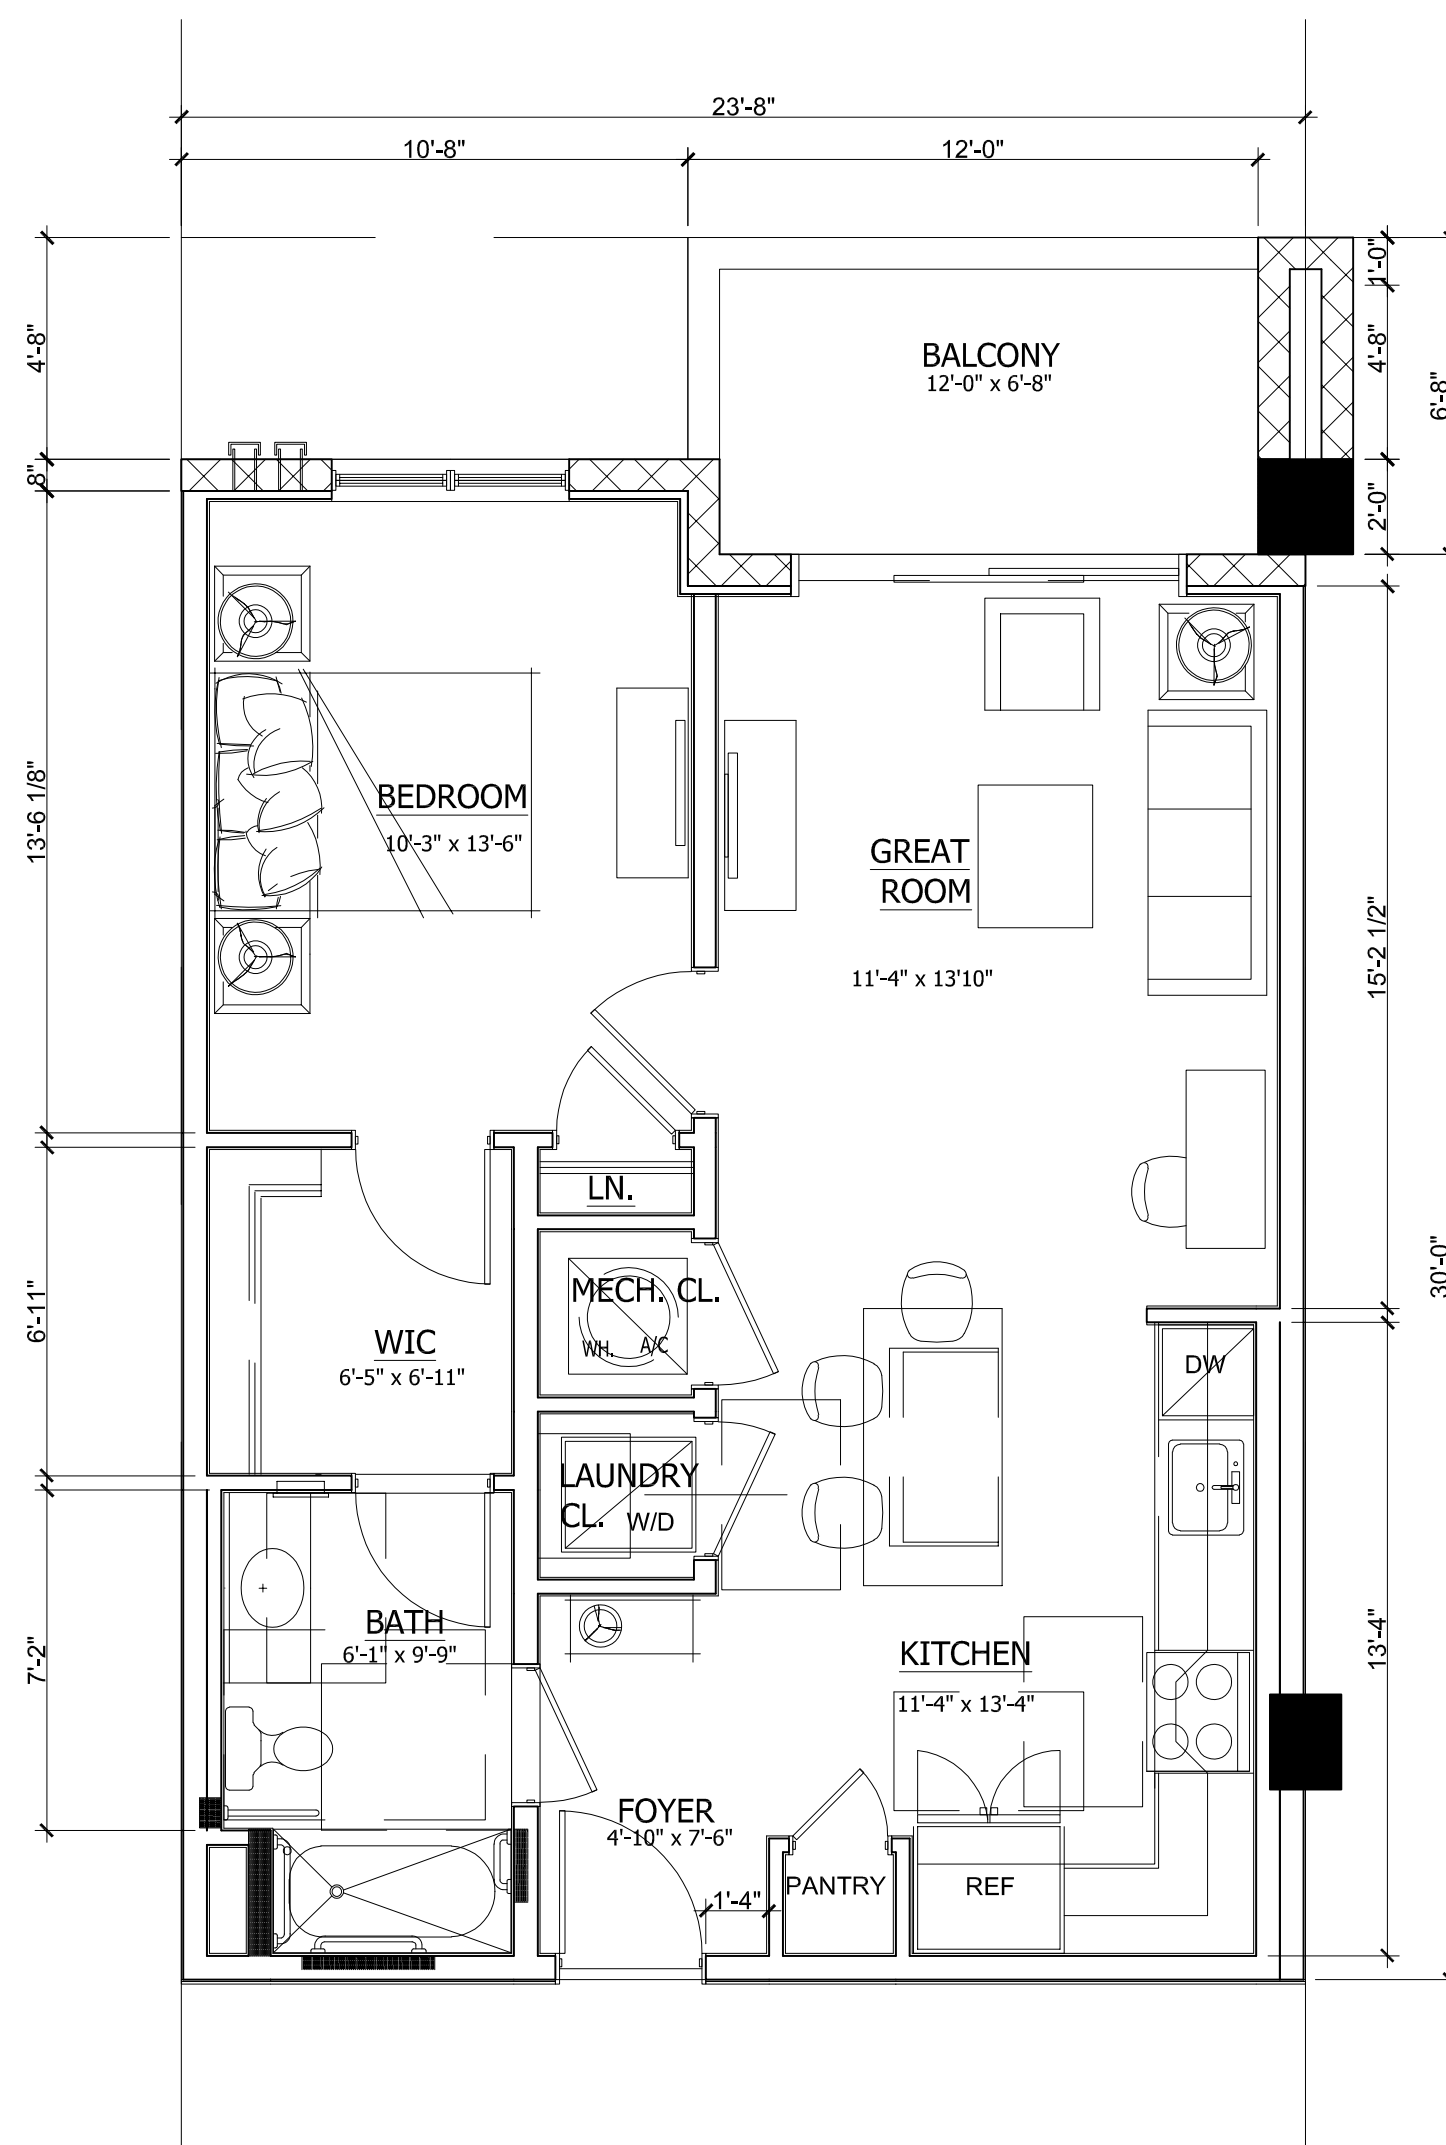 23'-8"
10'-8"
12'-0"
1'-0"
4'-8"
4'-8"
6'-8"
BALCONY
12'-0" x 6'-8"
8"
2'-0"
13'-6 1/8"
BEDROOM
10'-3" x 13'-6"
GREAT
ROOM
11'-4" x 13'10"
15'-2 1/2"
LN.
30'-0"
MECH. CL.
WH.
A/C
6'-11"
WIC
6'-5" x 6'-11"
DW
LAUNDRY
CL.
W/D
BATH
6'-1" x 9'-9"
7'-2"
KITCHEN
11'-4" x 13'-4"
13'-4"
FOYER
4'-10" x 7'-6"
1'-4"
PANTRY
REF